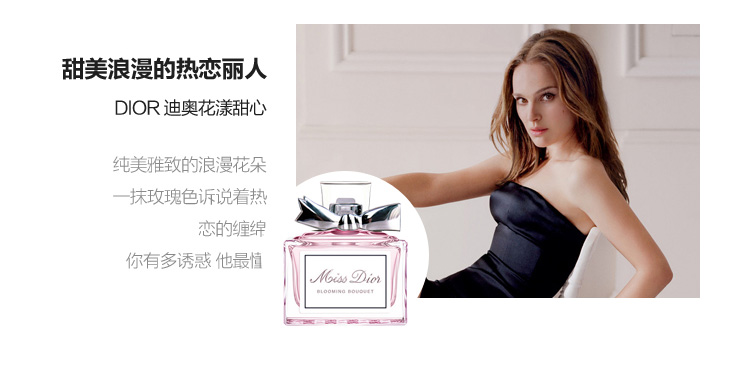 甜美浪漫的热恋丽人
DIOR 迪奥花漾甜心
纯美雅致的浪漫花朵
一抹玫瑰色诉说着热
恋的缠绵
你有多诱惑 他最懂
Miss Dior
BLOOMING BOUQUET